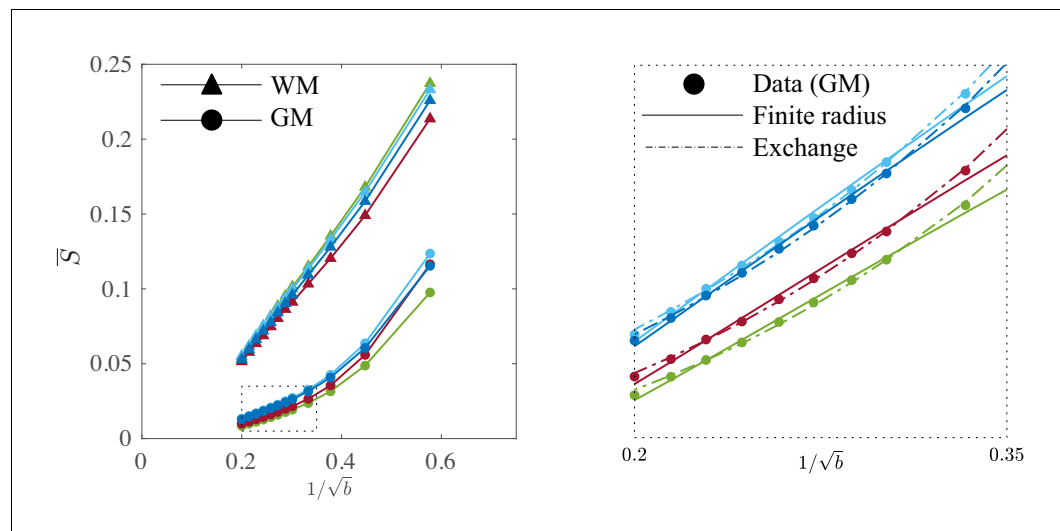 0.25
0.2
0.15
0.1
0.05
0
S̅
WM
GM
0
0.2
0.4
0.6
1/√b
Data (GM)
Finite radius
Exchange
0.2
1/√b
0.35